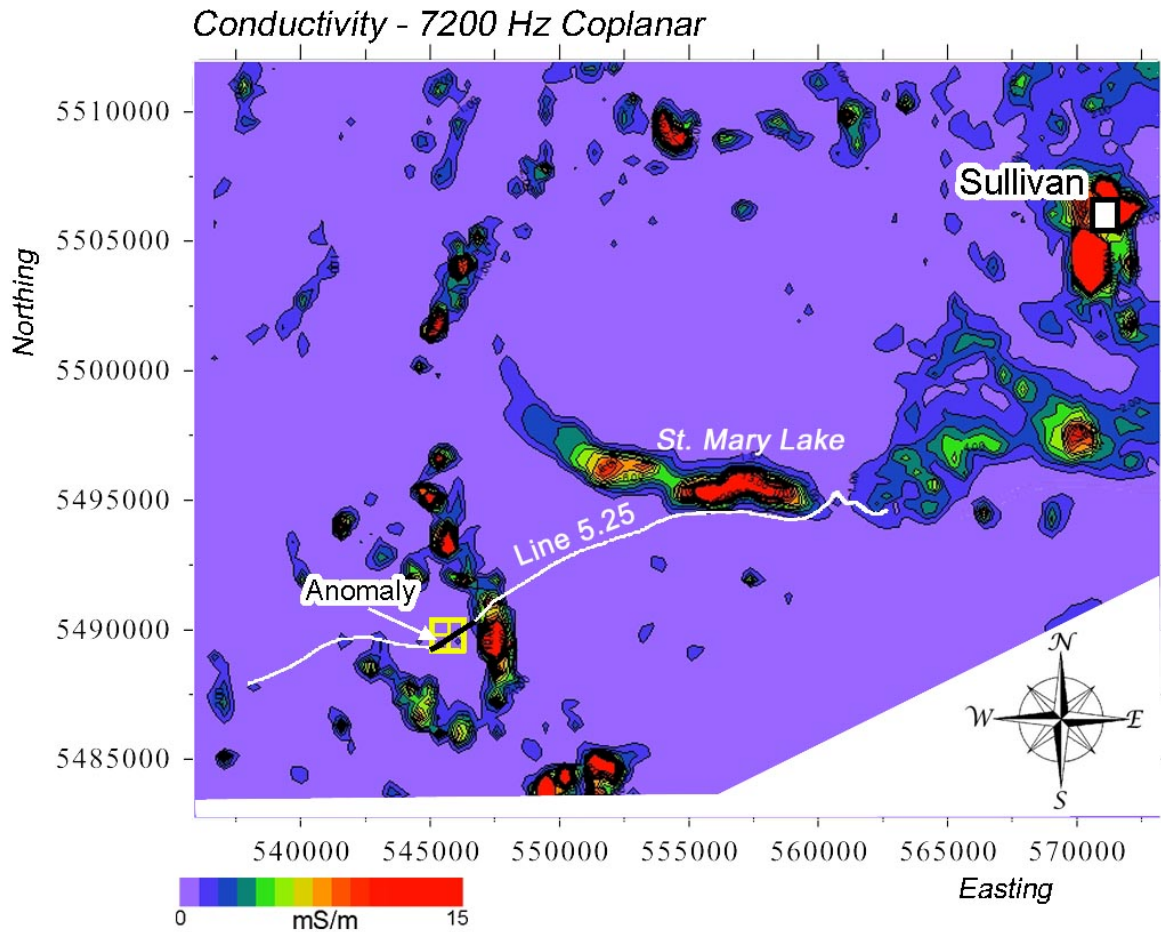 Conductivity - 7200 Hz Coplanar
5510000
Sullivan
5505000
Northing
5500000
St. Mary Lake
5495000
Line 5.25
Anomaly
5490000
N
W
E
S
5485000
540000 545000 550000 555000 560000 565000 570000
Easting
0 mS/m 15